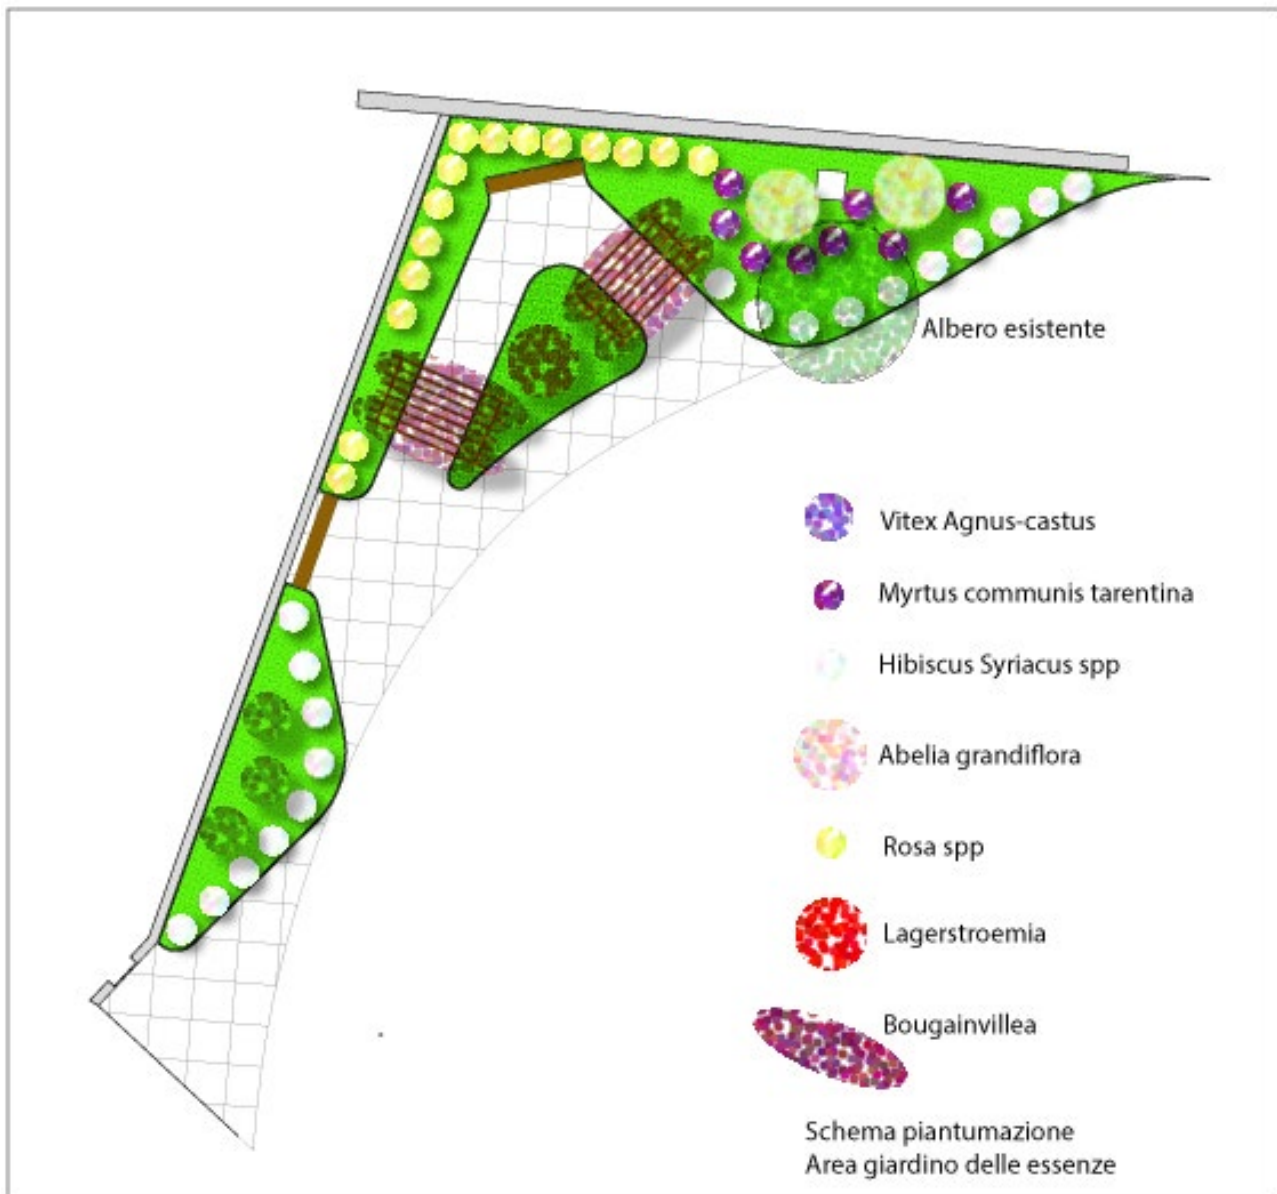 Albero esistente
Vitex Agnus-castus
Myrtus communis tarentina
Hibiscus Syriacus spp
Abelia grandiflora
Rosa spp
Lagerstroemia
Bougainvillea
Schema piantumazione
Area giardino delle essenze